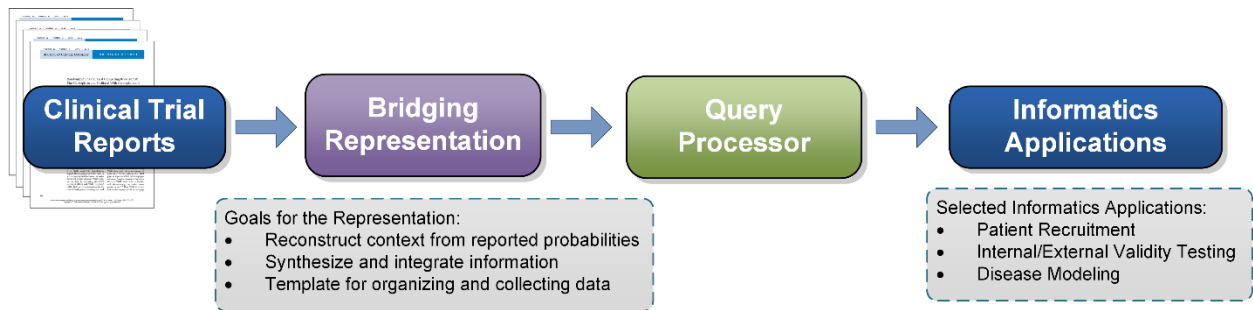 Clinical Trial
Reports
Bridging
Representation
Query
Processor
Informatics
Applications
Goals for the Representation:
• Reconstruct context from reported probabilities
• Synthesize and integrate information
• Template for organizing and collecting data
Selected Informatics Applications:
• Patient Recruitment
• Internal/External Validity Testing
• Disease Modeling